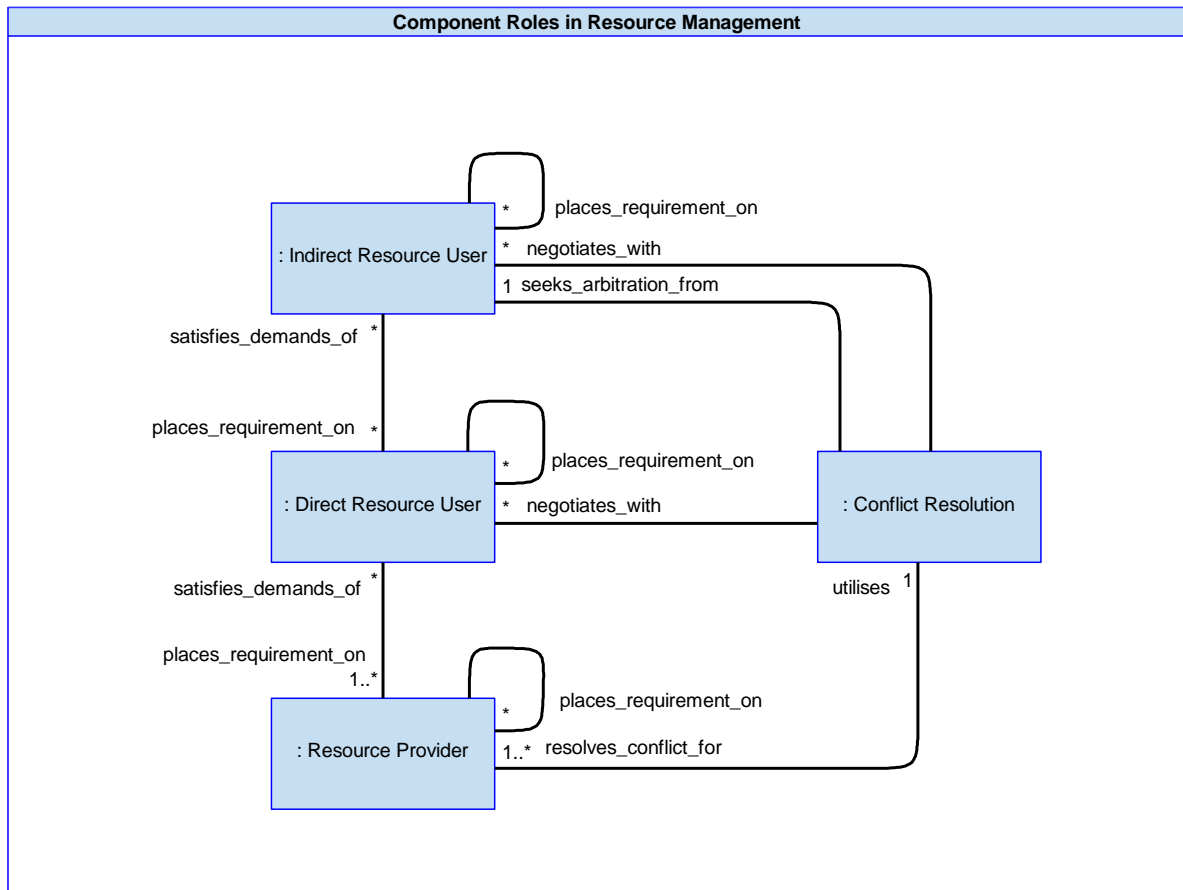 Component Roles in Resource Management
* places_requirement_on
: Indirect Resource User
* negotiates_with
1 seeks_arbitration_from
satisfies_demands_of *
places_requirement_on *
* places_requirement_on
: Direct Resource User
* negotiates_with
: Conflict Resolution
satisfies_demands_of *
utilises 1
places_requirement_on
1..*
* places_requirement_on
: Resource Provider
1..* resolves_conflict_for